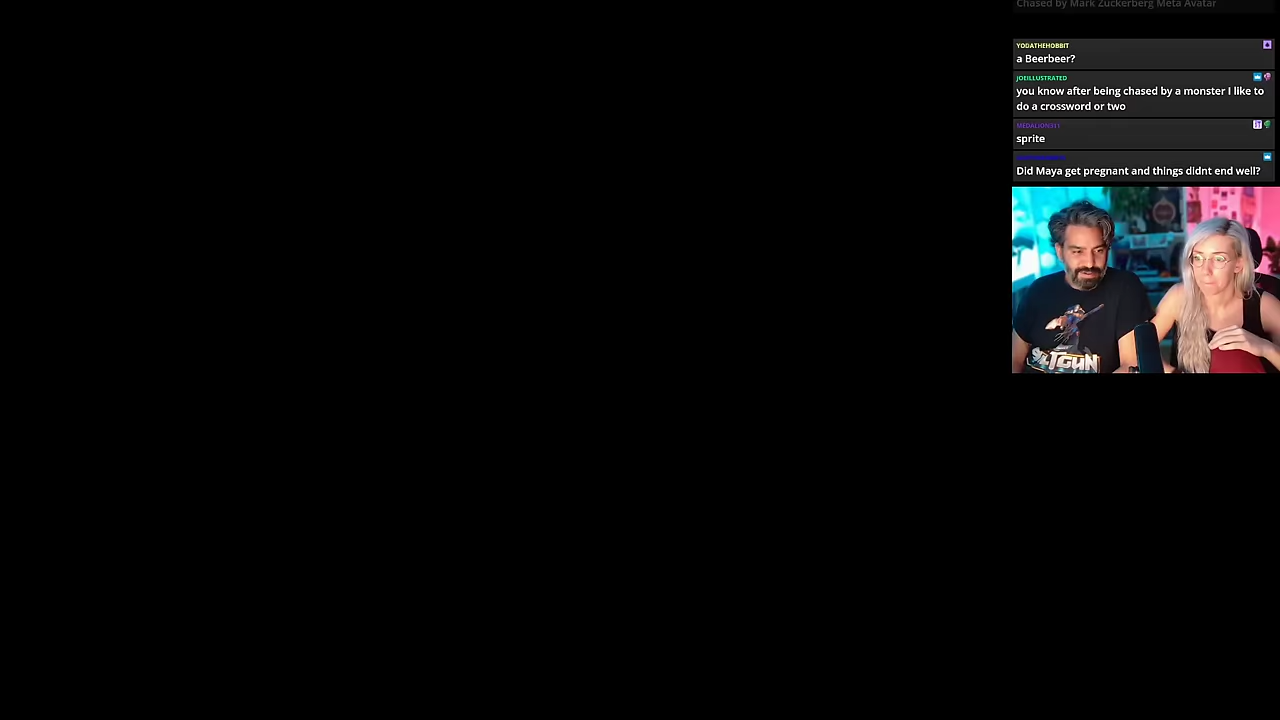 Chased by Mark Zuckerberg Meta Avatar
YODATHEHOBBIT
a Beerbeer?
JOEILLUSTRATED
you know after being chased by a monster I like to
do a crossword or two
sprite
Did Maya get pregnant and things didnt end well?